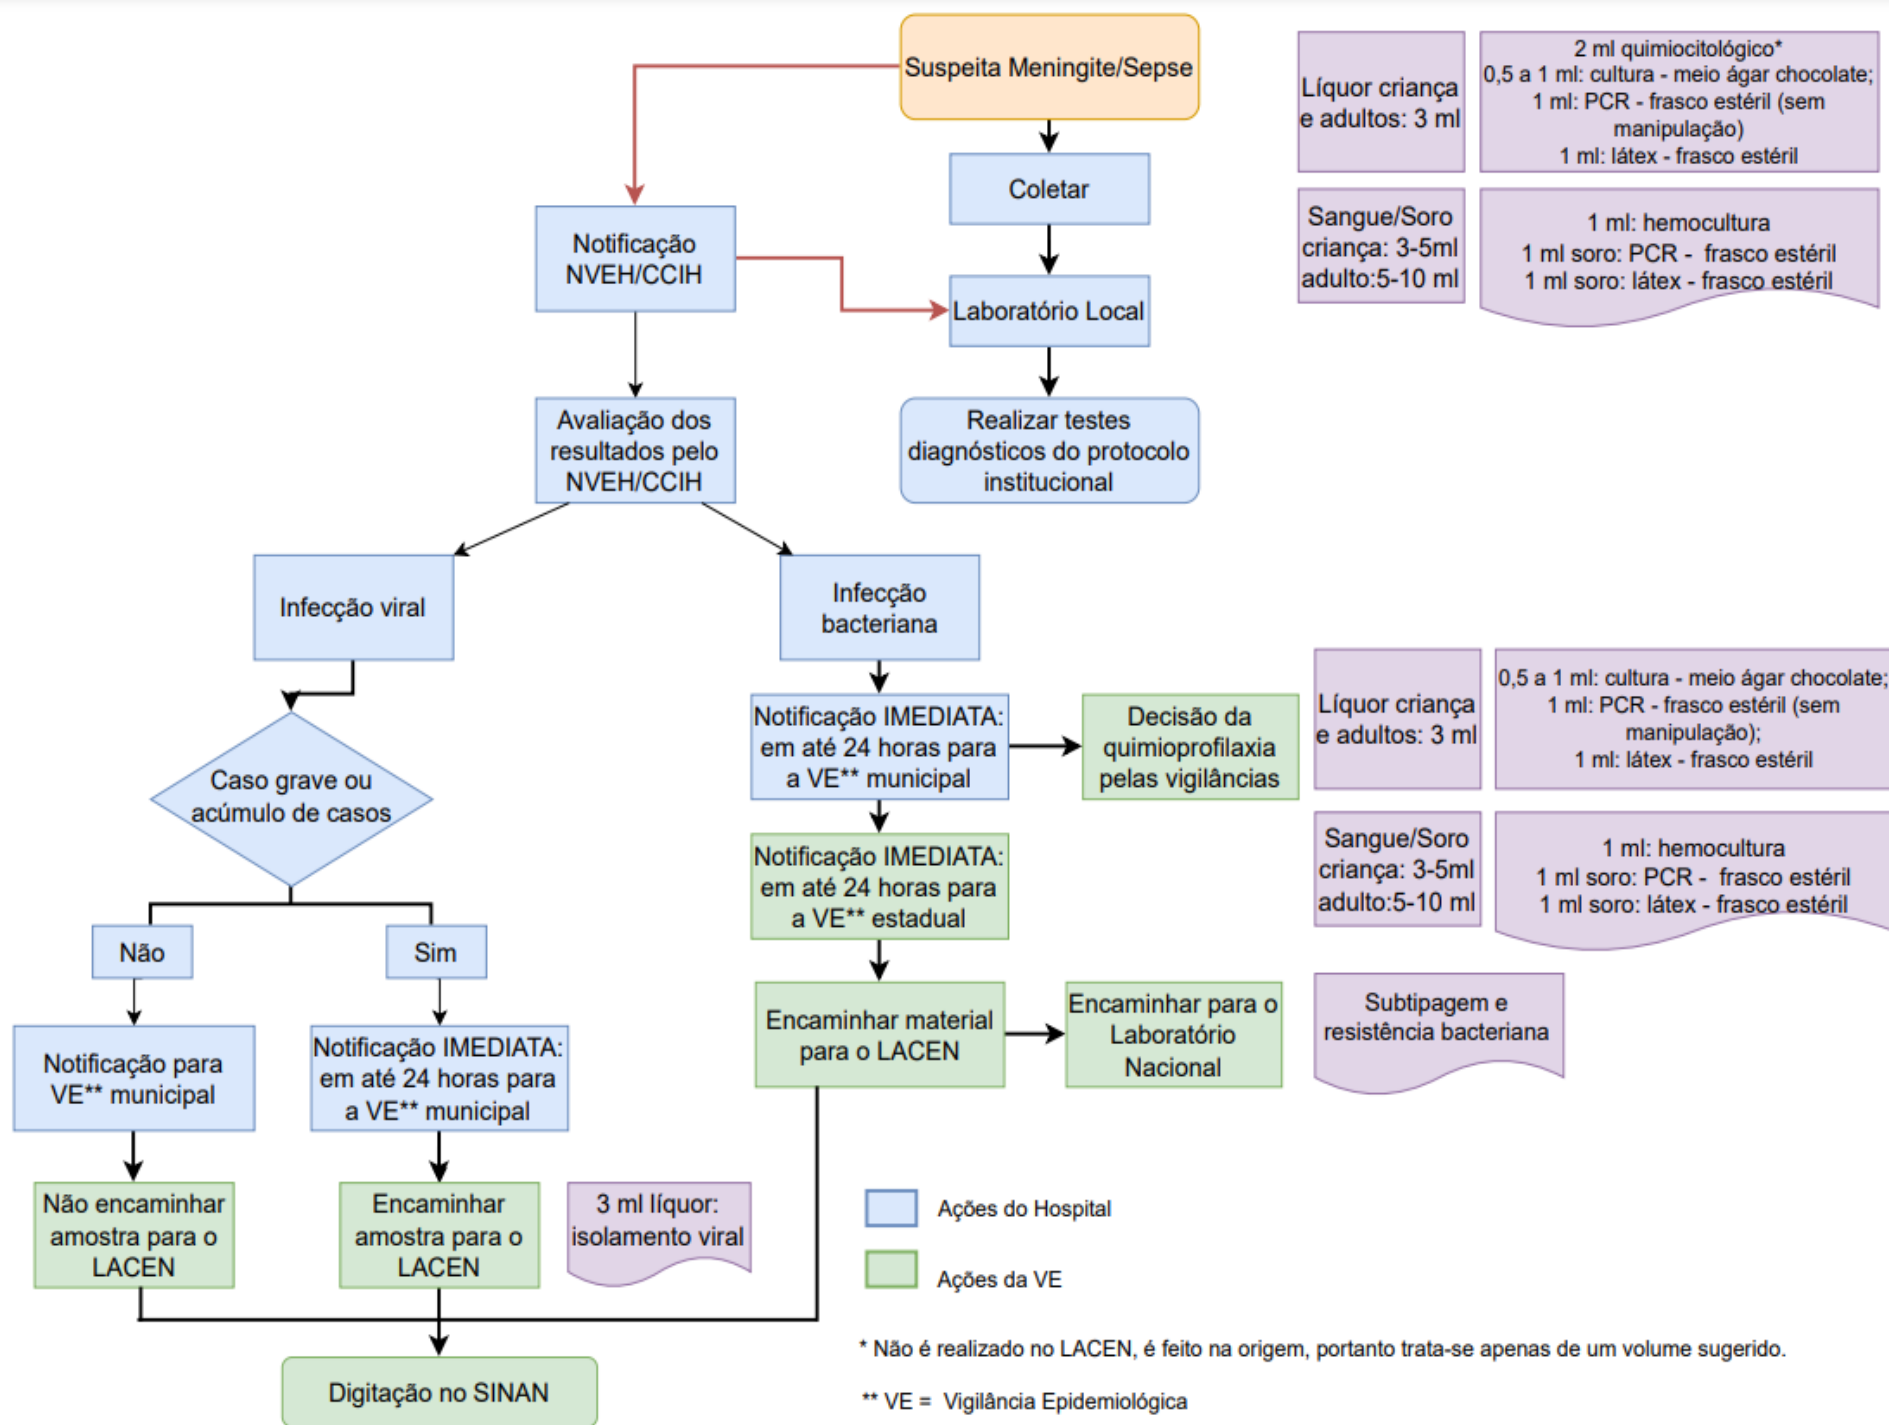 Suspeita Meningite/Sepse
Líquor criança
e adultos: 3 ml
2 ml quimiocitológico*
0,5 a 1 ml: cultura - meio ágar chocolate;
1 ml: PCR - frasco estéril (sem
manipulação)
1 ml: látex - frasco estéril
Coletar
Sangue/Soro
criança: 3-5ml
adulto:5-10 ml
1 ml: hemocultura
1 ml soro: PCR - frasco estéril
1 ml soro: látex - frasco estéril
Notificação
NVEH/CCIH
Laboratório Local
Avaliação dos
resultados pelo
NVEH/CCIH
Realizar testes
diagnósticos do protocolo
institucional
Infecção viral
Infecção
bacteriana
Notificação IMEDIATA:
em até 24 horas para
a VE** municipal
Decisão da
quimioprofilaxia
pelas vigilâncias
Líquor criança
e adultos: 3 ml
0,5 a 1 ml: cultura - meio ágar chocolate;
1 ml: PCR - frasco estéril (sem
manipulação);
1 ml: látex - frasco estéril
Caso grave ou
acúmulo de casos
Notificação IMEDIATA:
em até 24 horas para
a VE** estadual
Sangue/Soro
criança: 3-5ml
adulto:5-10 ml
1 ml: hemocultura
1 ml soro: PCR - frasco estéril
1 ml soro: látex - frasco estéril
Não
Sim
Encaminhar material
para o LACEN
Encaminhar para o
Laboratório
Nacional
Subtipagem e
resistência bacteriana
Notificação para
VE** municipal
Notificação IMEDIATA:
em até 24 horas para
a VE** municipal
Não encaminhar
amostra para o
LACEN
Encaminhar
amostra para o
LACEN
3 ml líquor:
isolamento viral
Ações do Hospital
Ações da VE
* Não é realizado no LACEN, é feito na origem, portanto trata-se apenas de um volume sugerido.
Digitação no SINAN
** VE = Vigilância Epidemiológica